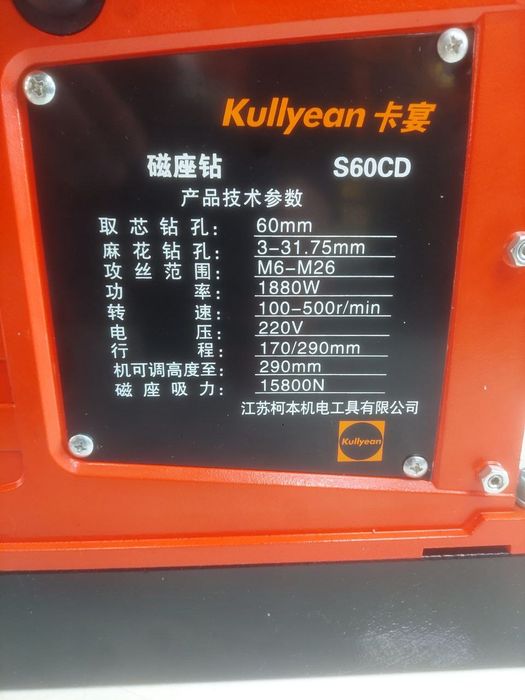 Kullyean 卡宴
磁座钻 S60CD
产品技术参数
取芯钻孔: 60mm
麻花钻孔: 3-31.75mm
攻丝范围: M6-M26
功率: 1880W
转速: 100-500r/min
电压: 220V
行程: 170/290mm
机可调高度至: 290mm
磁座吸力: 15800N
江苏柯本机电工具有限公司
Kullyean